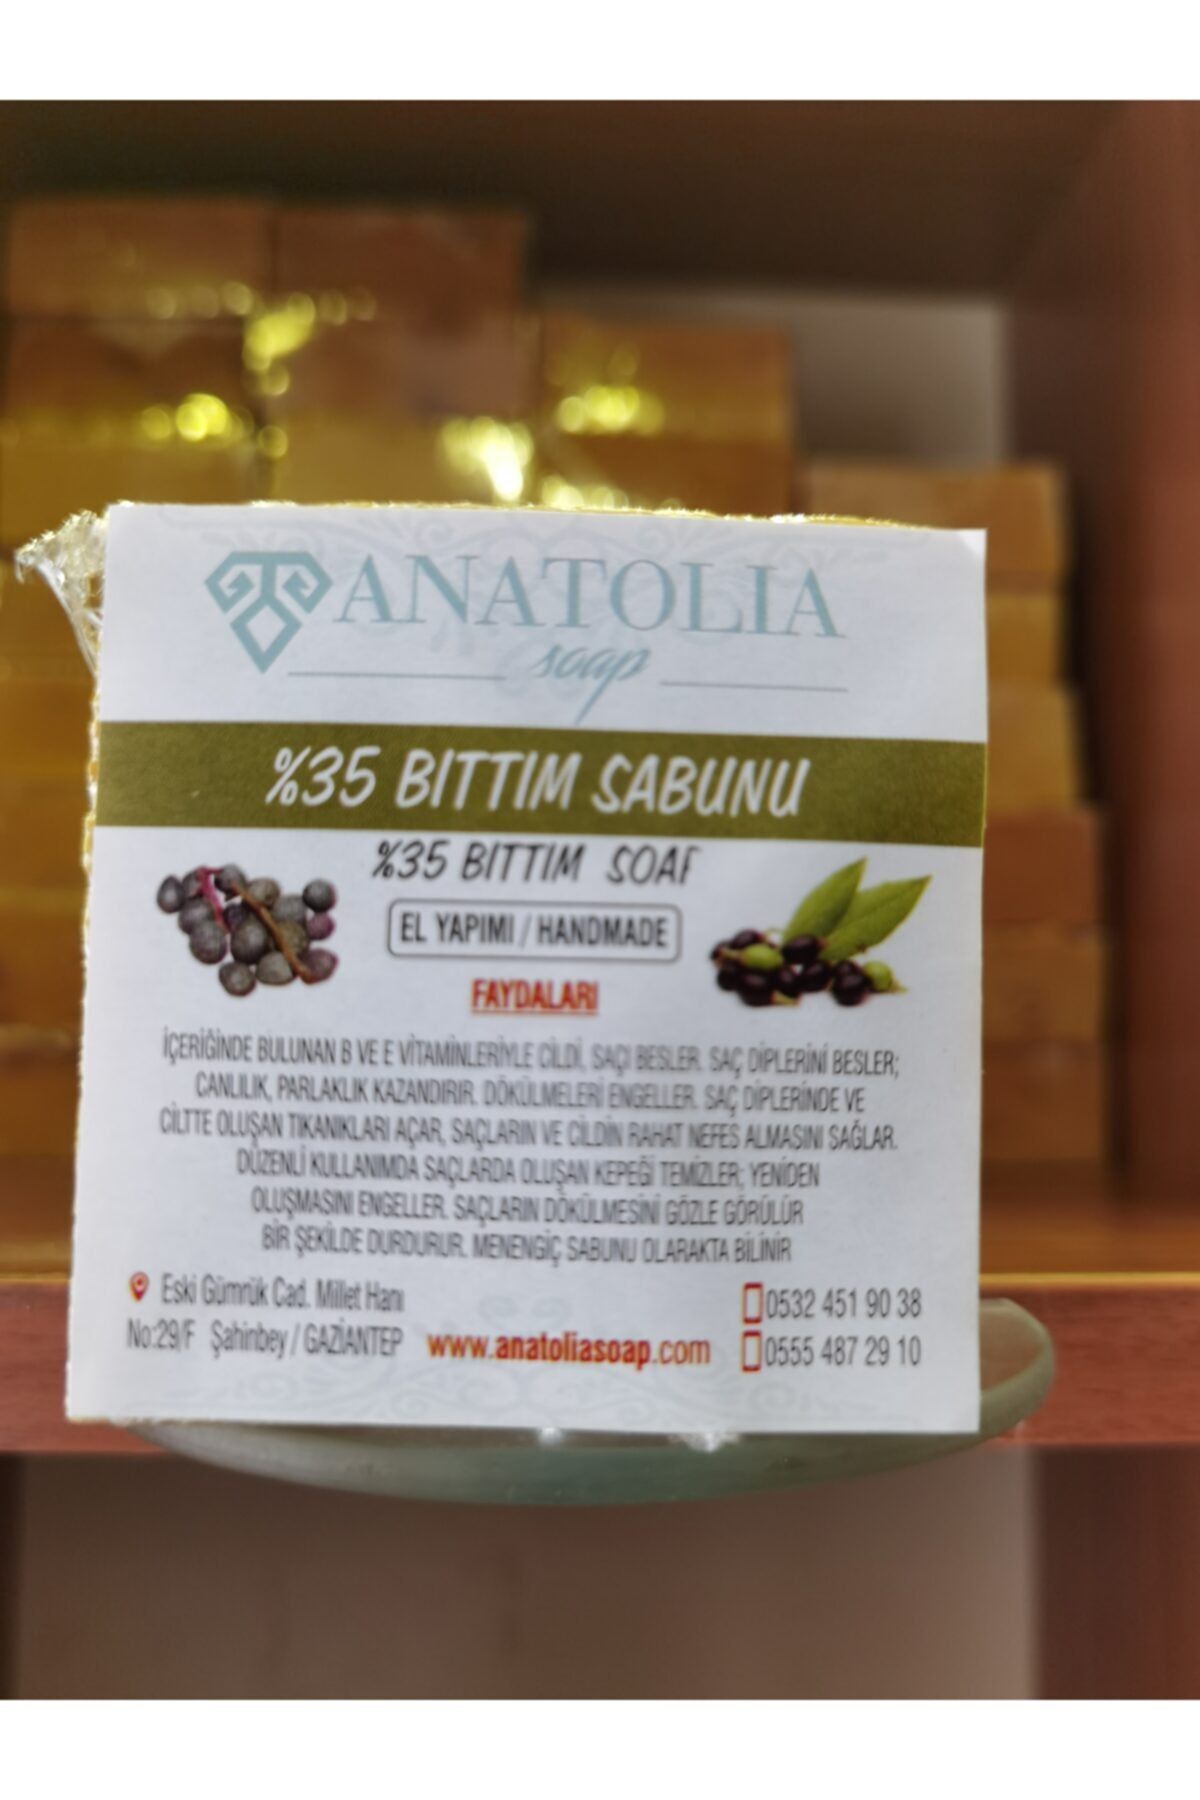 ANATOLIA
soap
%35 BITTIM SABUNU
%35 BITTIM SOAP
EL YAPIMI / HANDMADE
FAYDALARI
İÇERİĞİNDE BULUNAN B VE E VİTAMİNLERİYLE CİLDİ, SAÇI BESLER. SAÇ DİPLERİNİ BESLER;
CANLILIK, PARLAKLIK KAZANDIRIR. DÖKÜLMELERİ ENGELLER. SAÇ DİPLERİNDE VE
CİLTTE OLUŞAN TIKANIKLARI AÇAR, SAÇLARIN VE CİLDİN RAHAT NEFES ALMASINI SAĞLAR.
DÜZENLİ KULLANIMDA SAÇLARDA OLUŞAN KEPEĞİ TEMİZLER; YENİDEN
OLUŞMASINI ENGELLER. SAÇLARIN DÖKÜLMESİNİ GÖZLE GÖRÜLÜR
BİR ŞEKİLDE DURDURUR. MENENGİÇ SABUNU OLARAKTA BİLİNİR
Eski Gümrük Cad. Millet Hanı
No:29/F Şahinbey / GAZİANTEP
www.anatoliasoap.com
0532 451 90 38
0555 487 29 10